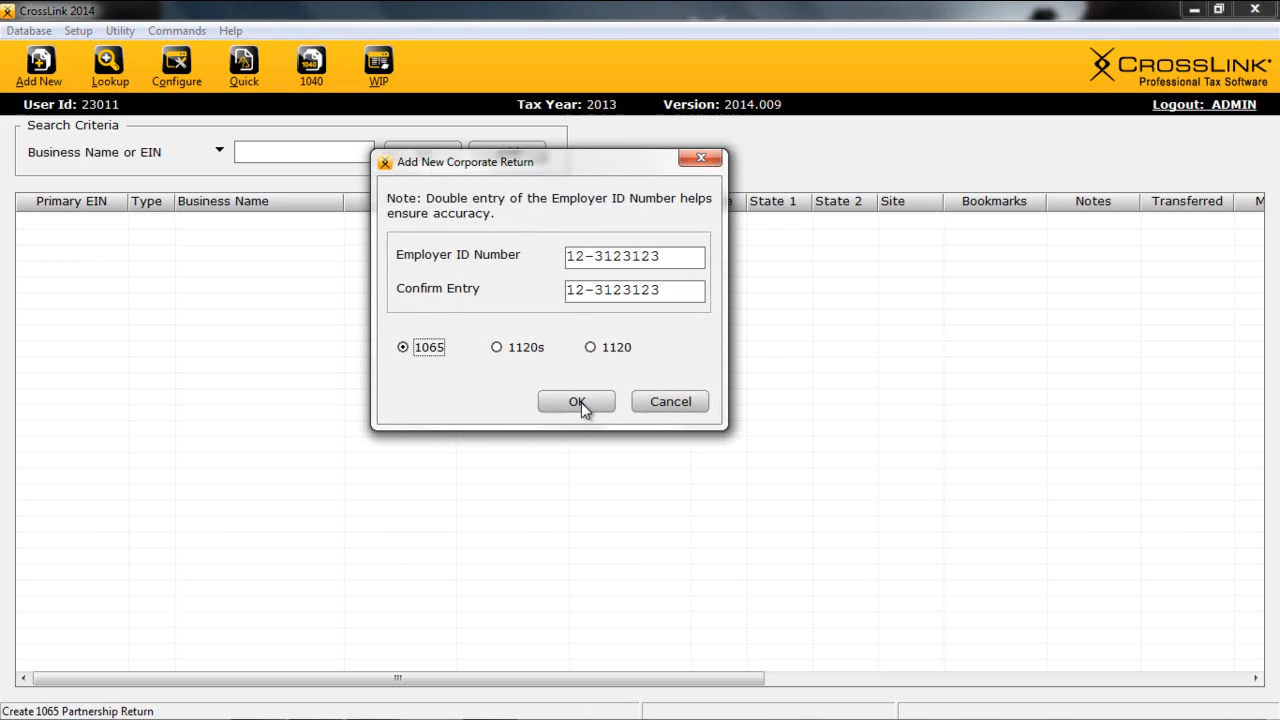 CrossLink 2014
Database Setup Utility Commands Help
Add New Lookup Configure Quick 1040 WIP
CROSSLINK
Professional Tax Software
User Id: 23011 Tax Year: 2013 Version: 2014.009 Logout: ADMIN
Search Criteria
Business Name or EIN
Primary EIN Type Business Name State 1 State 2 Site Bookmarks Notes Transferred
Add New Corporate Return
Note: Double entry of the Employer ID Number helps
ensure accuracy.
Employer ID Number 12-3123123
Confirm Entry 12-3123123
1065 1120s 1120
OK Cancel
Create 1065 Partnership Return